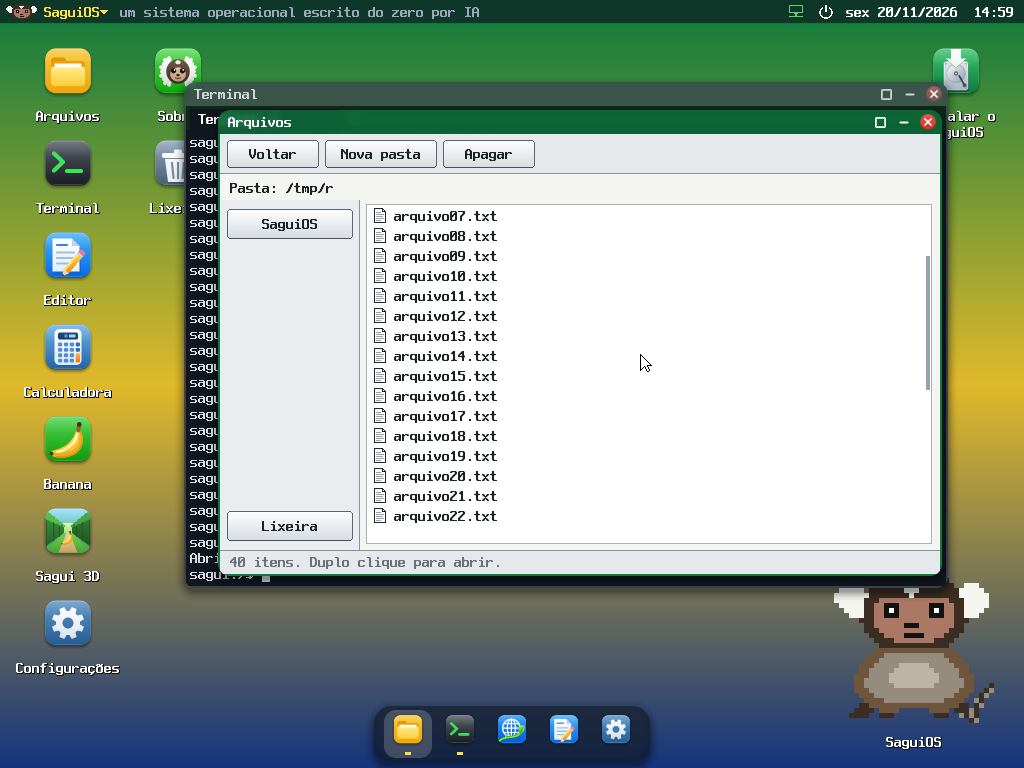 SaguiOS um sistema operacional escrito do zero por IA
sex 20/11/2026 14:59
Arquivos
Terminal
Editor
Calculadora
Banana
Sagui 3D
Configurações
Terminal
Arquivos
Voltar
Nova pasta
Apagar
Pasta: /tmp/r
SaguiOS
Lixeira
arquivo07.txt
arquivo08.txt
arquivo09.txt
arquivo10.txt
arquivo11.txt
arquivo12.txt
arquivo13.txt
arquivo14.txt
arquivo15.txt
arquivo16.txt
arquivo17.txt
arquivo18.txt
arquivo19.txt
arquivo20.txt
arquivo21.txt
arquivo22.txt
40 itens. Duplo clique para abrir.
SaguiOS